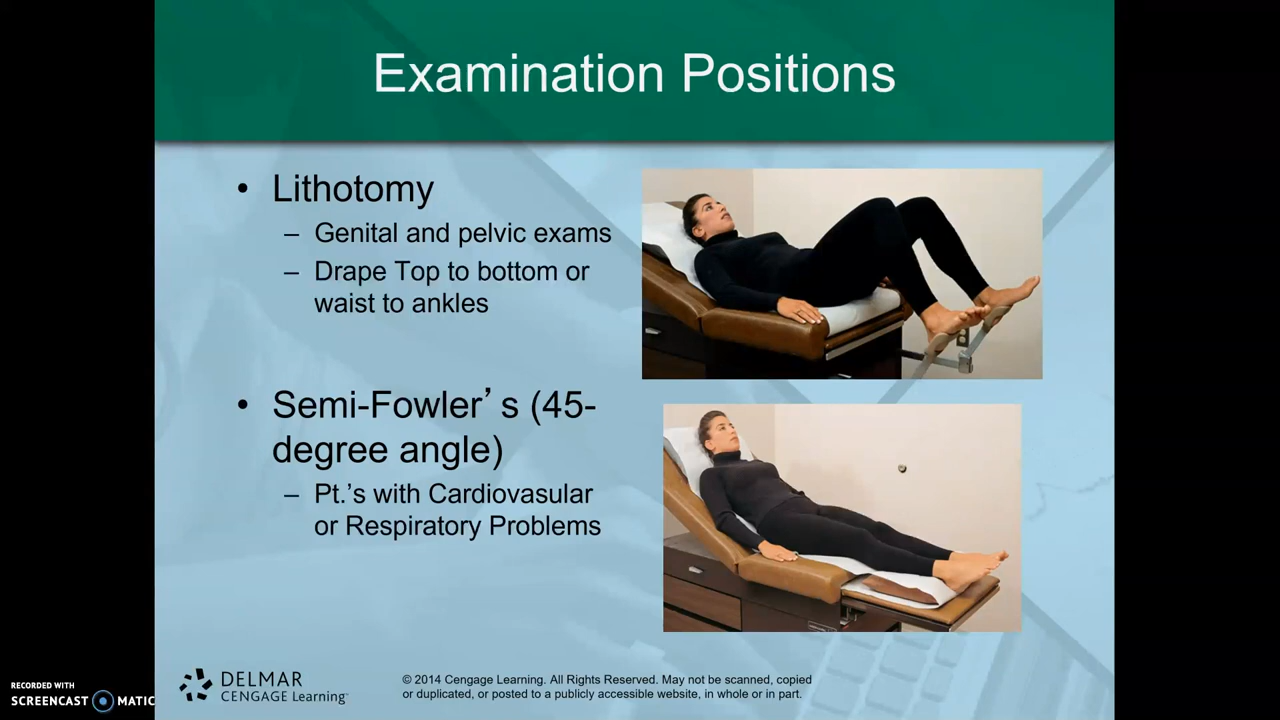 Examination Positions
• Lithotomy
– Genital and pelvic exams
– Drape Top to bottom or
waist to ankles
• Semi-Fowler’s (45-
degree angle)
– Pt.’s with Cardiovasular
or Respiratory Problems
RECORDED WITH
SCREENCAST MATIC
DELMAR
CENGAGE Learning
© 2014 Cengage Learning. All Rights Reserved. May not be scanned, copied
or duplicated, or posted to a publicly accessible website, in whole or in part.